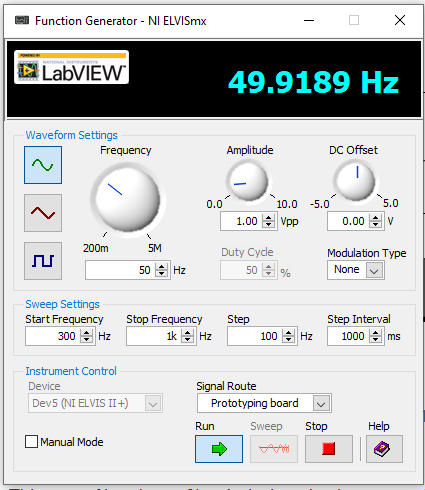 Function Generator - NI ELVISmx
POWERED BY
NATIONAL INSTRUMENTS
LabVIEW™
49.9189 Hz
Waveform Settings
Frequency
Amplitude
DC Offset
200m 5M
0.0 10.0
-5.0 5.0
50 Hz
1.00 Vpp
0.00 V
Duty Cycle
50 %
Modulation Type
None
Sweep Settings
Start Frequency Stop Frequency Step Step Interval
300 Hz 1k Hz 100 Hz 1000 ms
Instrument Control
Device
Dev5 (NI ELVIS II+)
Signal Route
Prototyping board
Manual Mode
Run Sweep Stop Help